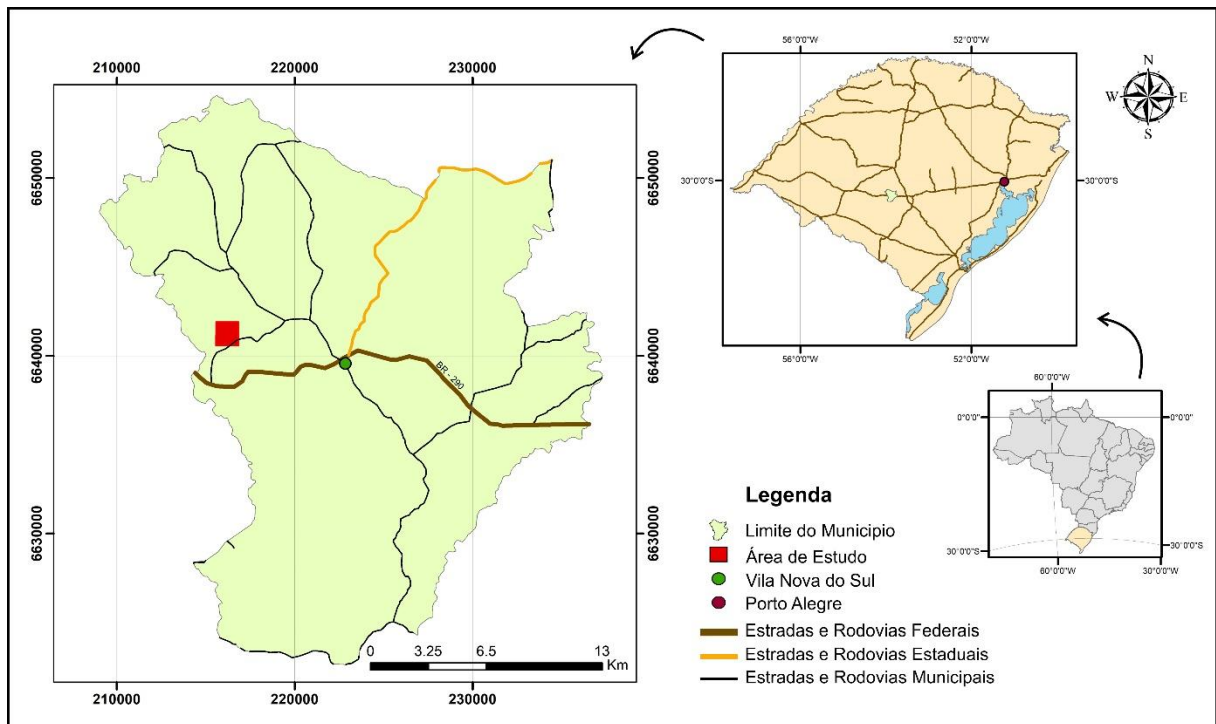 210000
220000
230000
6650000
6640000
6630000
6650000
6640000
6630000
BR - 290
0
3.25
6.5
13
Km
210000
220000
230000
56°0'0"W
52°0'0"W
30°0'0"S
30°0'0"S
56°0'0"W
52°0'0"W
N
W
E
S
60°0'0"W
0°0'0"
0°0'0"
30°0'0"S
30°0'0"S
60°0'0"W
30°0'0"W
Legenda
Limite do Municipio
Área de Estudo
Vila Nova do Sul
Porto Alegre
Estradas e Rodovias Federais
Estradas e Rodovias Estaduais
Estradas e Rodovias Municipais